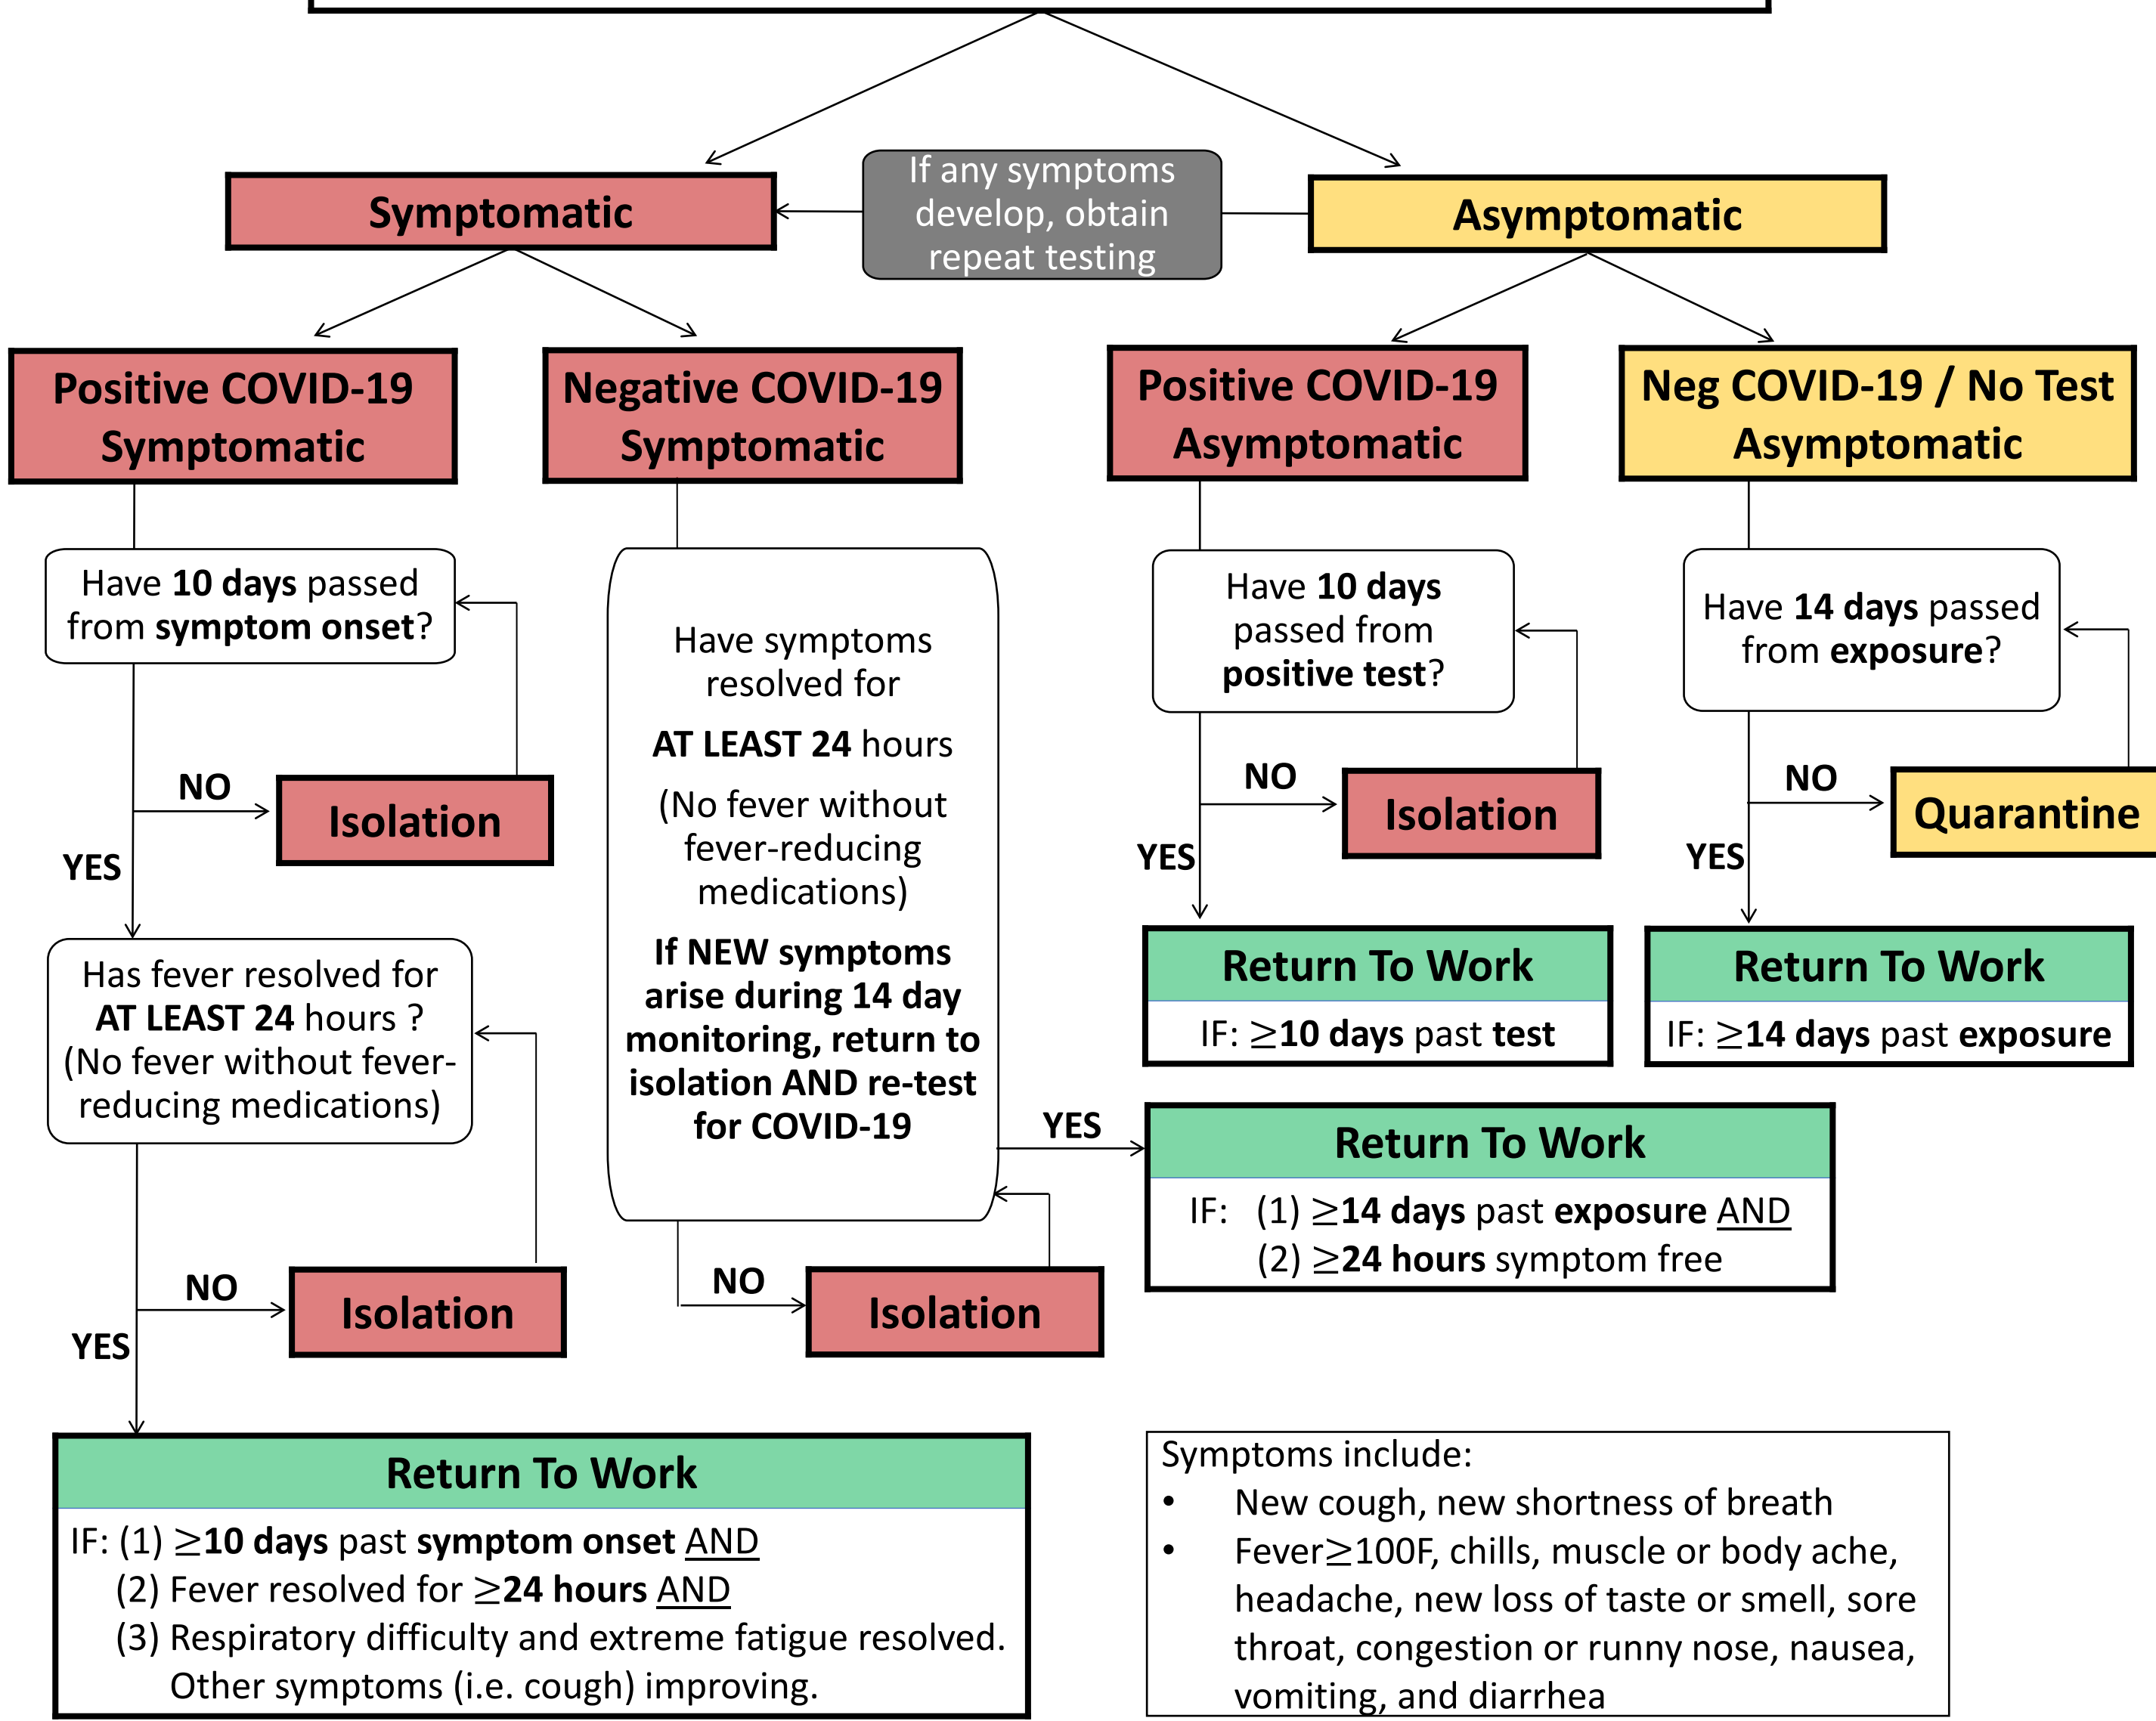 If any symptoms
develop, obtain
repeat testing
Symptomatic
Asymptomatic
Positive COVID-19
Symptomatic
Negative COVID-19
Symptomatic
Positive COVID-19
Asymptomatic
Neg COVID-19 / No Test
Asymptomatic
Have 10 days passed
from symptom onset?
NO
Isolation
YES
Has fever resolved for
AT LEAST 24 hours ?
(No fever without fever-
reducing medications)
NO
Isolation
YES
Return To Work
IF: (1) ≥10 days past symptom onset AND
(2) Fever resolved for ≥24 hours AND
(3) Respiratory difficulty and extreme fatigue resolved.
Other symptoms (i.e. cough) improving.
Have symptoms
resolved for
AT LEAST 24 hours
(No fever without
fever-reducing
medications)
If NEW symptoms
arise during 14 day
monitoring, return to
isolation AND re-test
for COVID-19
NO
Isolation
YES
Return To Work
IF: (1) ≥14 days past exposure AND
(2) ≥24 hours symptom free
Have 10 days
passed from
positive test?
NO
Isolation
YES
Return To Work
IF: ≥10 days past test
Have 14 days passed
from exposure?
NO
Quarantine
YES
Return To Work
IF: ≥14 days past exposure
Symptoms include:
• New cough, new shortness of breath
• Fever≥100F, chills, muscle or body ache,
headache, new loss of taste or smell, sore
throat, congestion or runny nose, nausea,
vomiting, and diarrhea